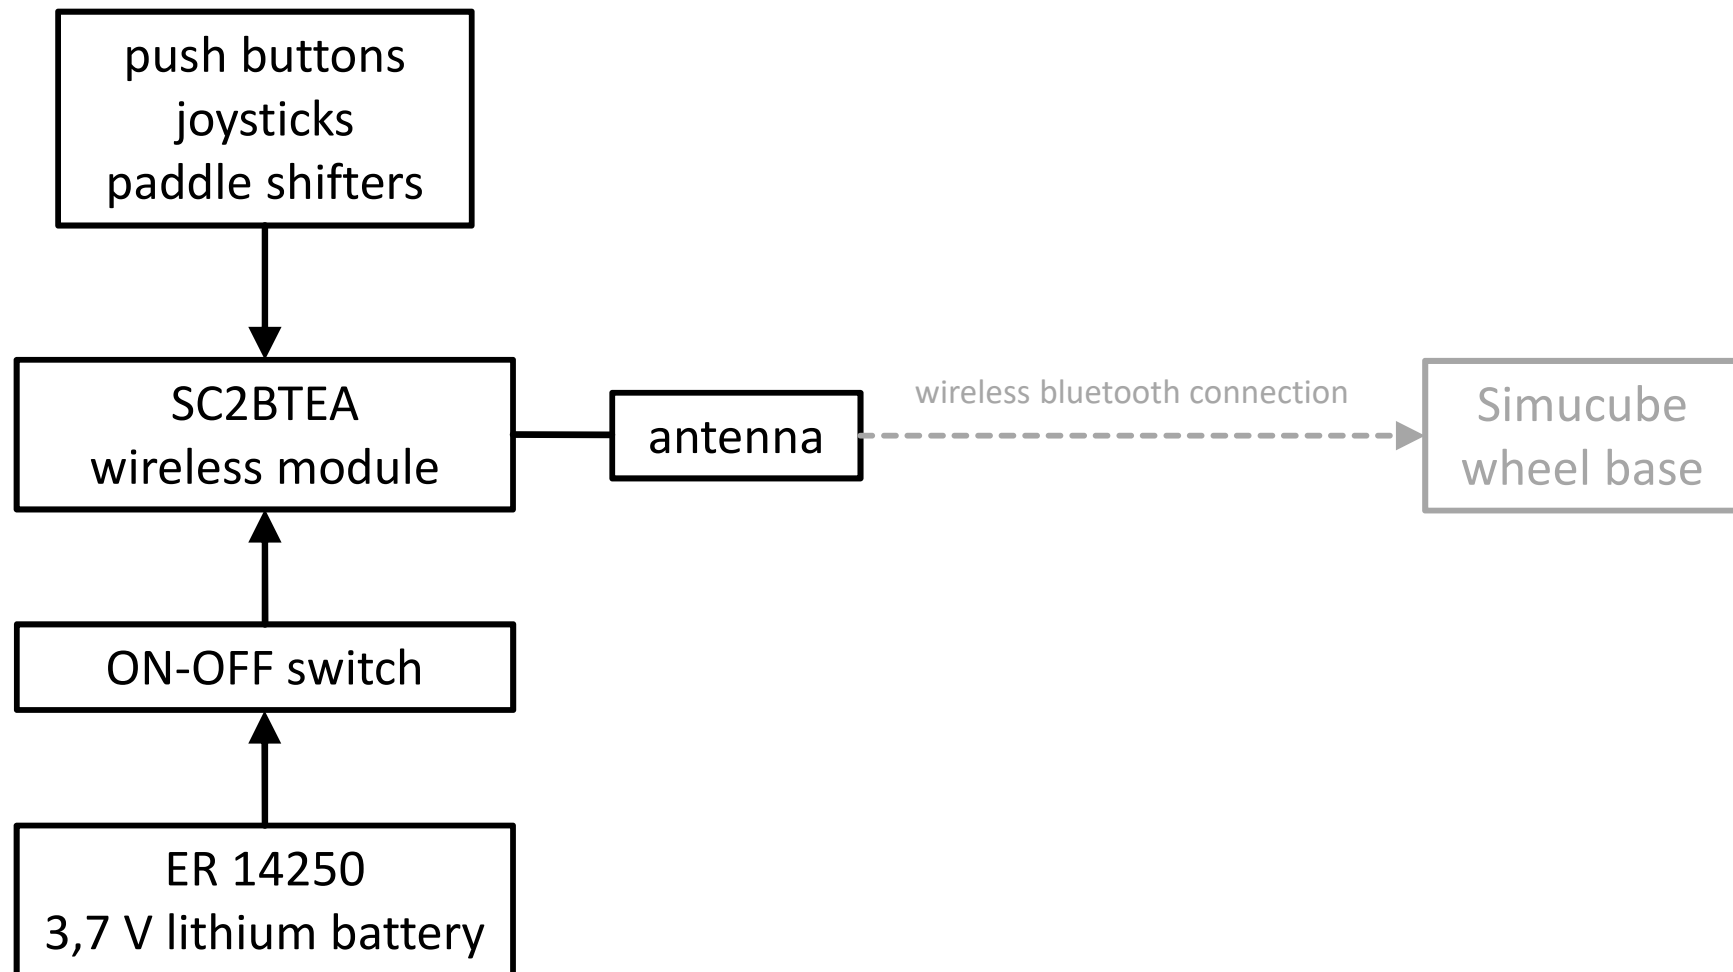 push buttons
joysticks
paddle shifters
SC2BTEA
wireless module
antenna
wireless bluetooth connection
Simucube
wheel base
ON-OFF switch
ER 14250
3,7 V lithium battery